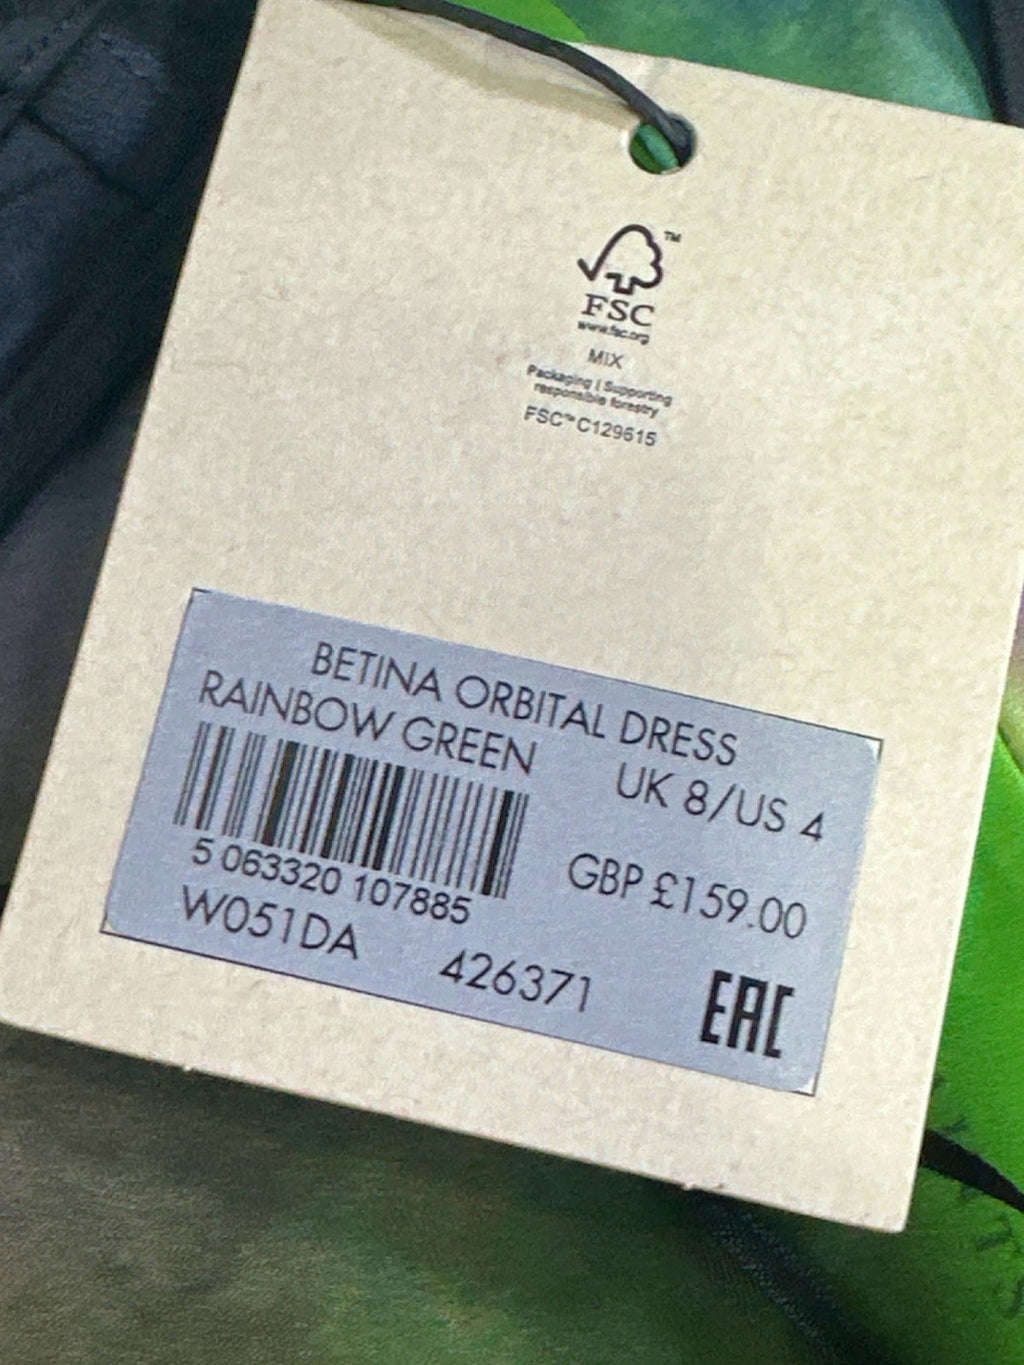 TM
FSC
www.fsc.org
MIX
Packaging | Supporting
responsible forestry
FSC™ C129615
BETINA ORBITAL DRESS
RAINBOW GREEN
UK 8/US 4
5 063320 107885
GBP £159.00
W051DA
426371
EAC